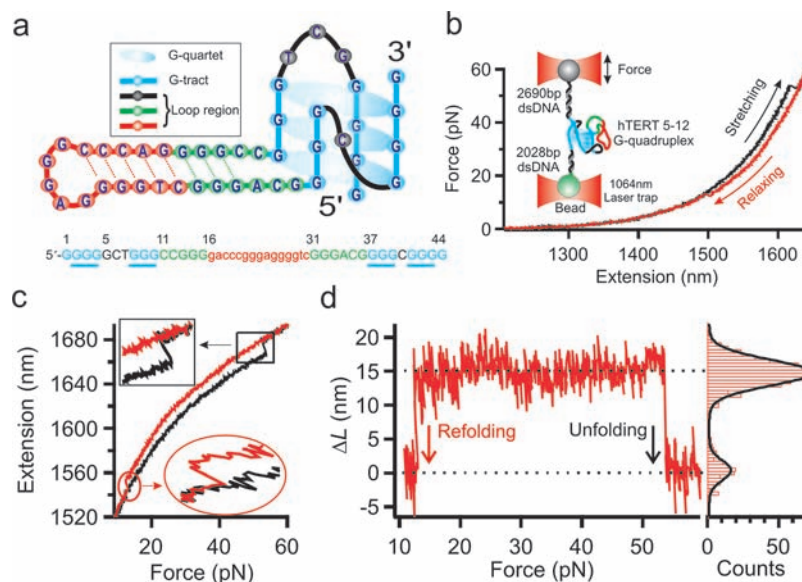 a
G-quartet
G-tract
Loop region
T C G
3'
G G G G
G G C C C A G G G G C C
G A G G G G T C G G G A C G
5'
1 5 11 16 31 37 44
5'-GGGGGCTGGGCCGGGgacccgggaggggtcGGGACGGGGCGGGG
b
Force (pN)
60
40
20
0
1300 1400 1500 1600
Extension (nm)
Force
2690bp
dsDNA
hTERT 5-12
G-quadruplex
2028bp
dsDNA
1064nm
Laser trap
Bead
Stretching
Relaxing
c
Extension (nm)
1680
1640
1600
1560
1520
20 40 60
Force (pN)
d
ΔL (nm)
20
15
10
5
0
-5
Refolding
Unfolding
10 20 30 40 50
Force (pN)
0 50
Counts